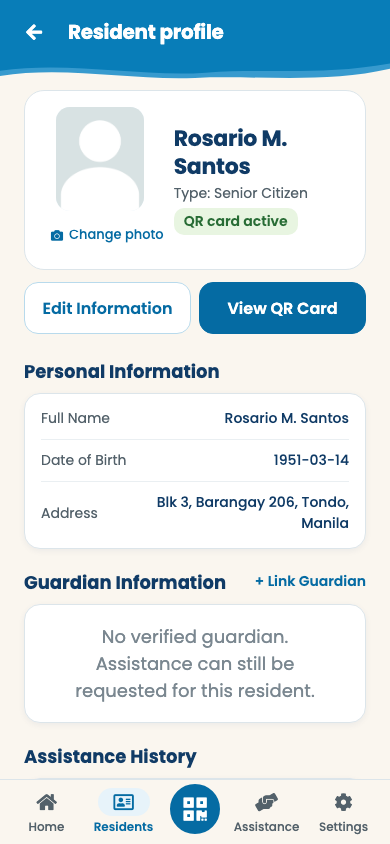 Resident profile
Rosario M.
Santos
Type: Senior Citizen
QR card active
Change photo
Edit Information
View QR Card
Personal Information
Full Name Rosario M. Santos
Date of Birth 1951-03-14
Address Blk 3, Barangay 206, Tondo,
Manila
Guardian Information + Link Guardian
No verified guardian.
Assistance can still be
requested for this resident.
Assistance History
Home Residents Assistance Settings